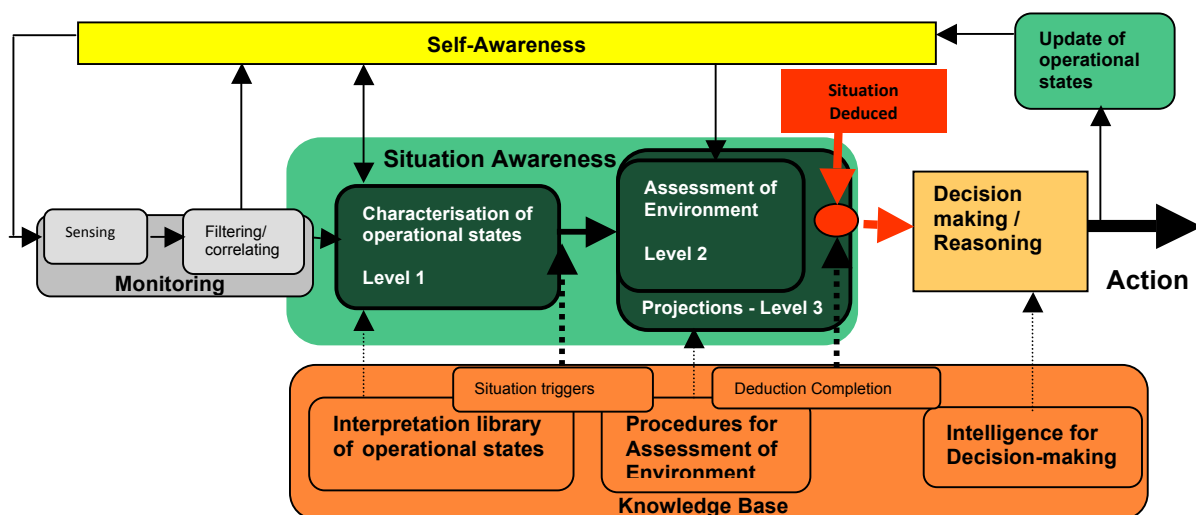 Self-Awareness
Update of
operational
states
Situation
Deduced
Situation Awareness
Sensing
Filtering/
correlating
Monitoring
Characterisation of
operational states
Level 1
Assessment of
Environment
Level 2
Projections - Level 3
Decision
making /
Reasoning
Action
Situation triggers
Deduction Completion
Interpretation library
of operational states
Procedures for
Assessment of
Environment
Intelligence for
Decision-making
Knowledge Base